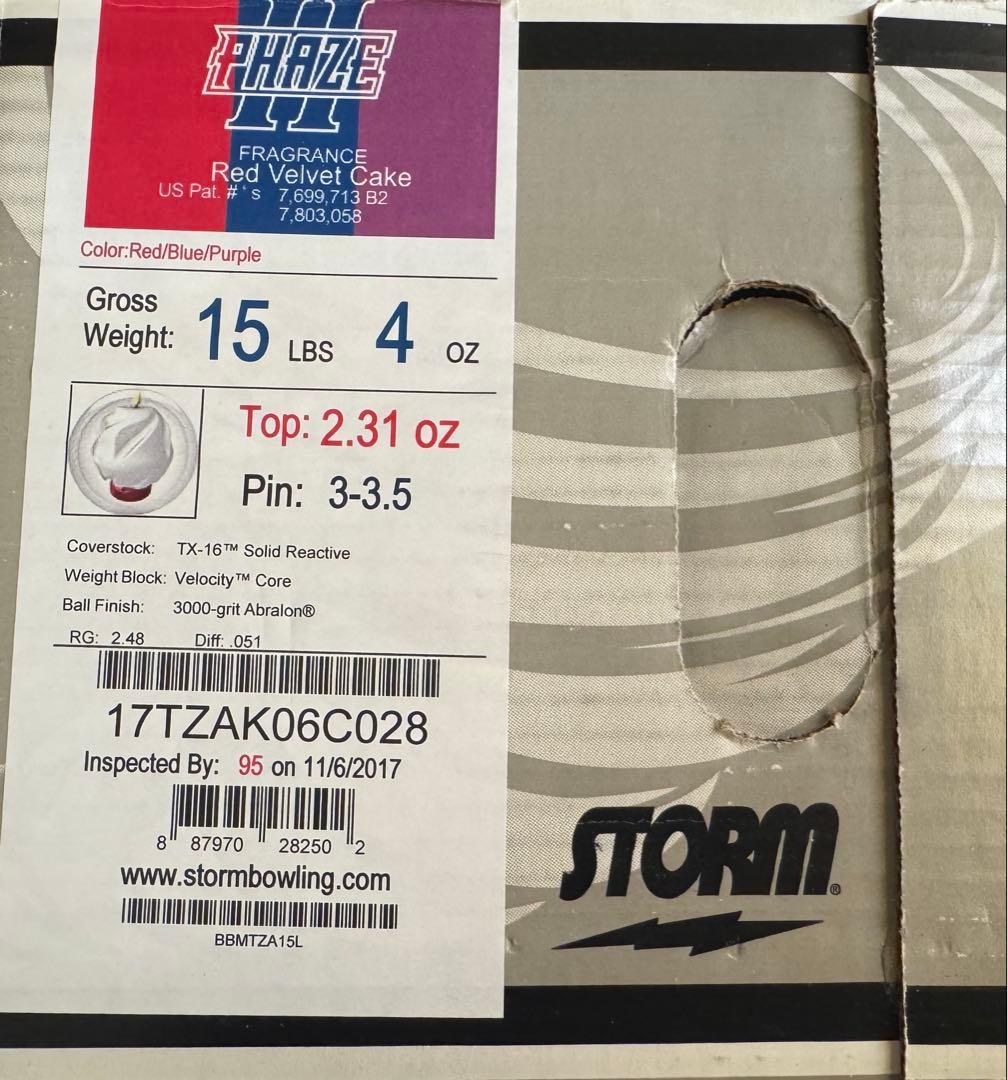 PHAZE
II
FRAGRANCE
Red Velvet Cake
US Pat. #'s 7,699,713 B2
7,803,058
Color:Red/Blue/Purple
Gross
Weight: 15 LBS 4 oz
Top: 2.31 oz
Pin: 3-3.5
Coverstock: TX-16™ Solid Reactive
Weight Block: Velocity™ Core
Ball Finish: 3000-grit Abralon®
RG: 2.48 Diff: .051
17TZAK06C028
Inspected By: 95 on 11/6/2017
8 87970 28250 2
www.stormbowling.com
BBMTZA15L
STORM®